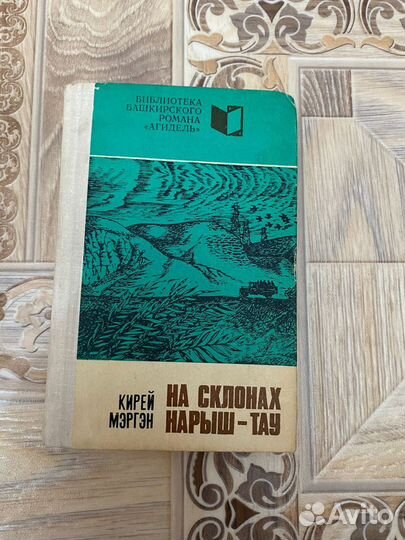 БИБЛИОТЕКА
БАШКИРСКОГО
РОМАНА
«АГИДЕЛЬ»
КИРЕЙ
МЭРГЭН
НА СКЛОНАХ
НАРЫШ-ТАУ
Avito